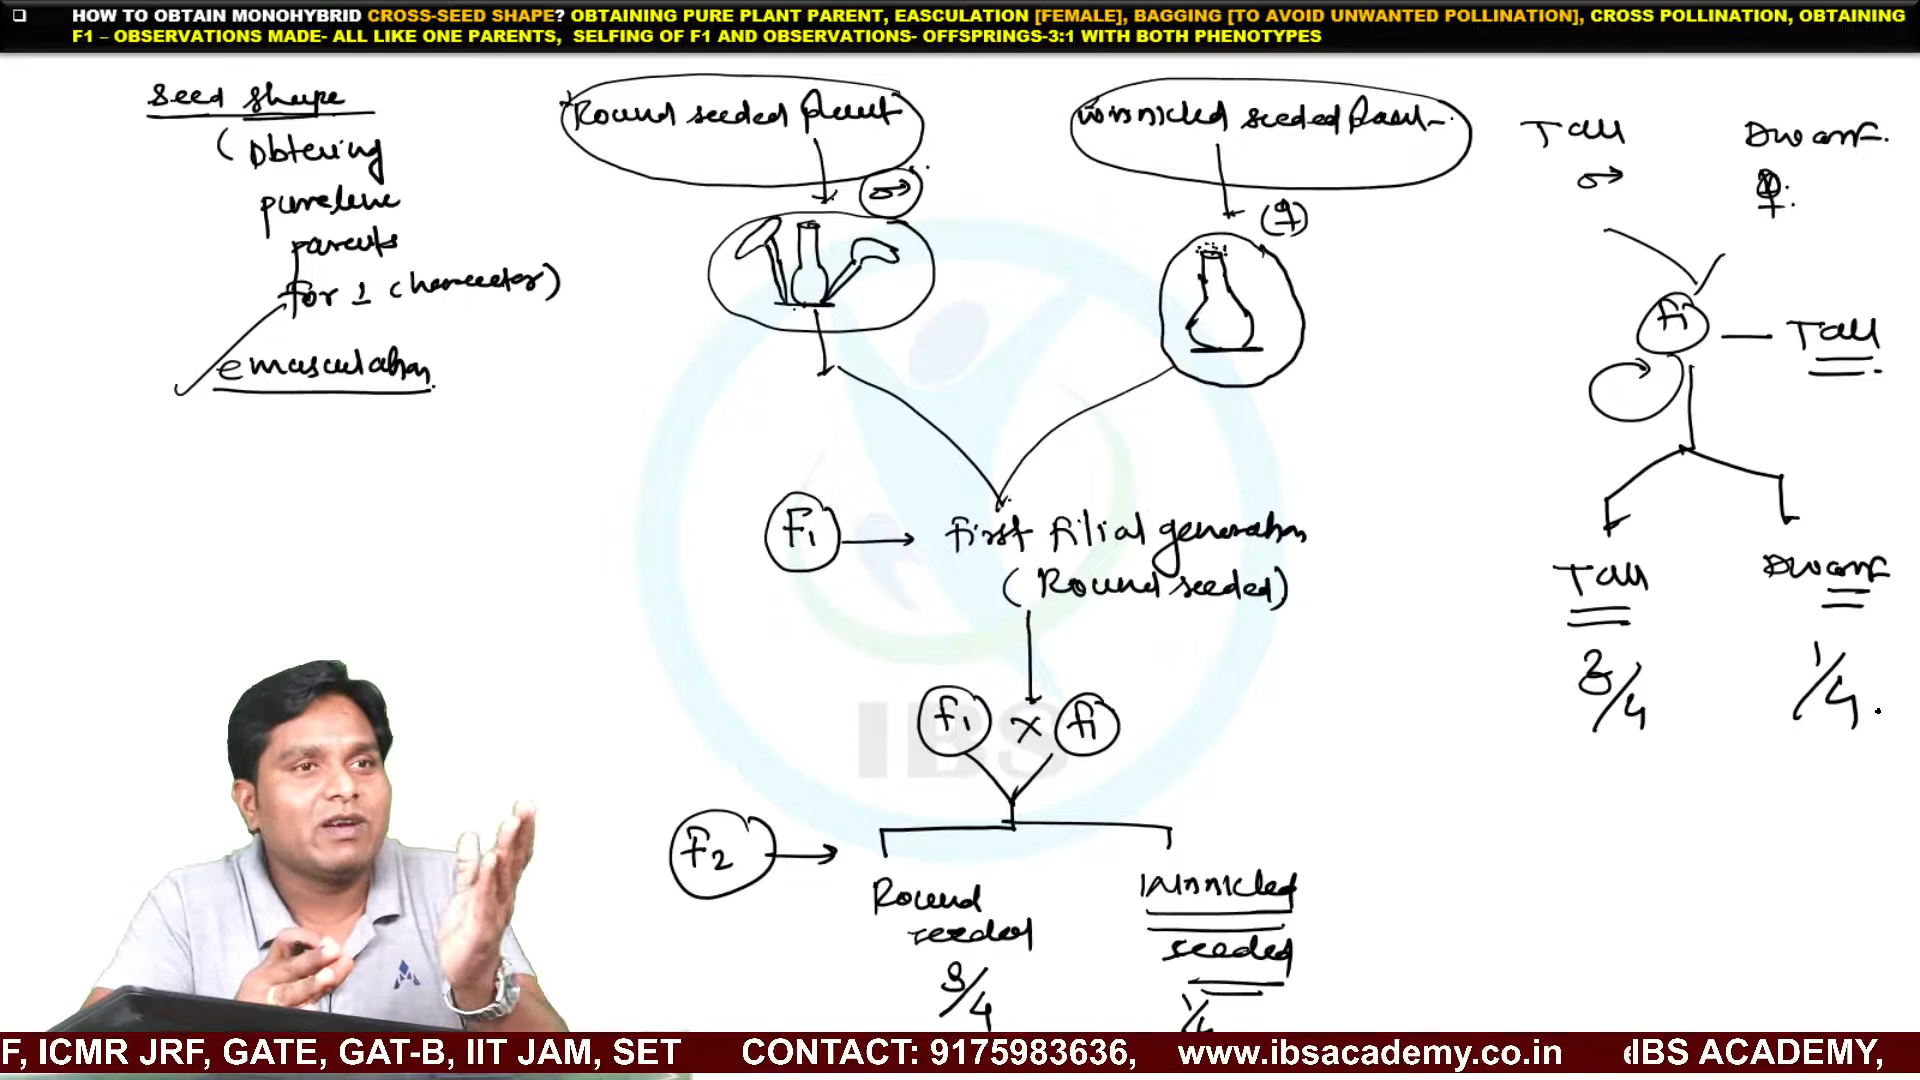 HOW TO OBTAIN MONOHYBRID CROSS-SEED SHAPE? OBTAINING PURE PLANT PARENT, EASCULATION [FEMALE], BAGGING [TO AVOID UNWANTED POLLINATION], CROSS POLLINATION, OBTAINING
F1 – OBSERVATIONS MADE- ALL LIKE ONE PARENTS, SELFING OF F1 AND OBSERVATIONS- OFFSPRINGS-3:1 WITH BOTH PHENOTYPES
seed shape
(Obtering
pureline
parents
for 1 character)
emasculation.
Round seeded plant
♂
wrinkled seeded plant
(♀)
Tall
♂
Dwarf.
♀.
F1 — Tall
Tall
3/4
Dwarf
1/4.
F1 → First Filial generation
(Round seeded)
F1 × F1
F2 →
Round
seeded
3/4
wrinkled
seeded
1/4
IBS
F, ICMR JRF, GATE, GAT-B, IIT JAM, SET CONTACT: 9175983636, www.ibsacademy.co.in IBS ACADEMY,